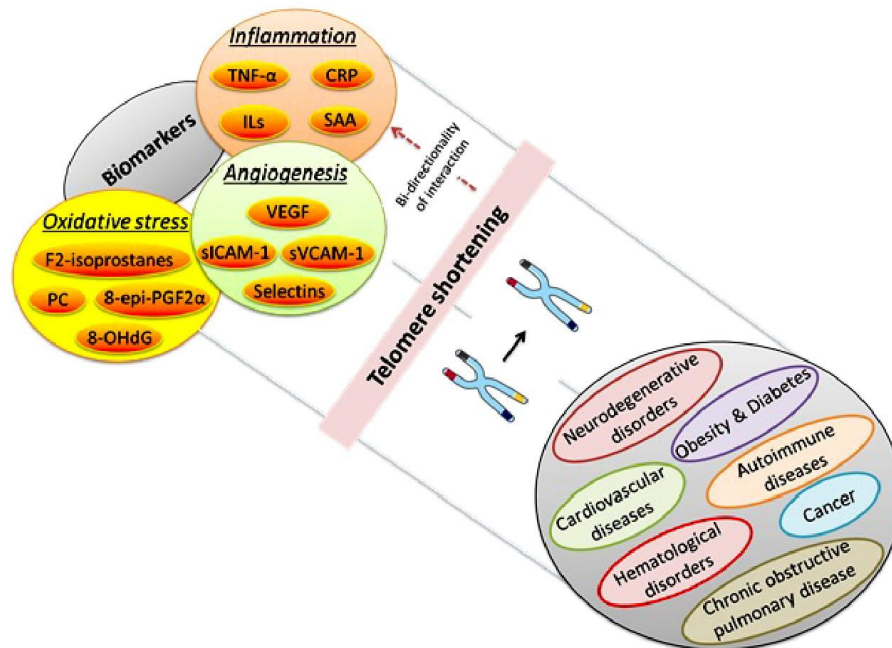 Inflammation
TNF-α
CRP
ILs
SAA
Biomarkers
Angiogenesis
VEGF
sICAM-1
sVCAM-1
Selectins
Oxidative stress
F2-isoprostanes
PC
8-epi-PGF2α
8-OHdG
Bi-directionality
of interaction
Telomere shortening
Neurodegenerative
disorders
Obesity & Diabetes
Autoimmune
diseases
Cardiovascular
diseases
Cancer
Hematological
disorders
Chronic obstructive
pulmonary disease